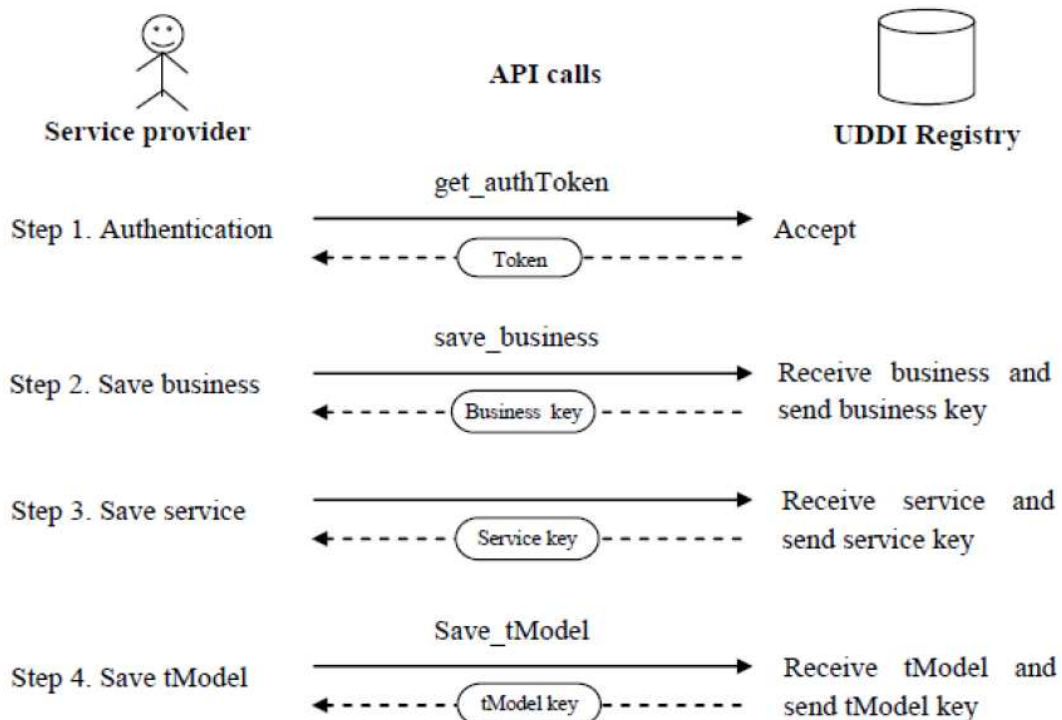 API calls
Service provider
UDDI Registry
get_authToken
Step 1. Authentication
Accept
Token
save_business
Step 2. Save business
Receive business and
send business key
Business key
Step 3. Save service
Receive service and
send service key
Service key
Save_tModel
Step 4. Save tModel
Receive tModel and
send tModel key
tModel key